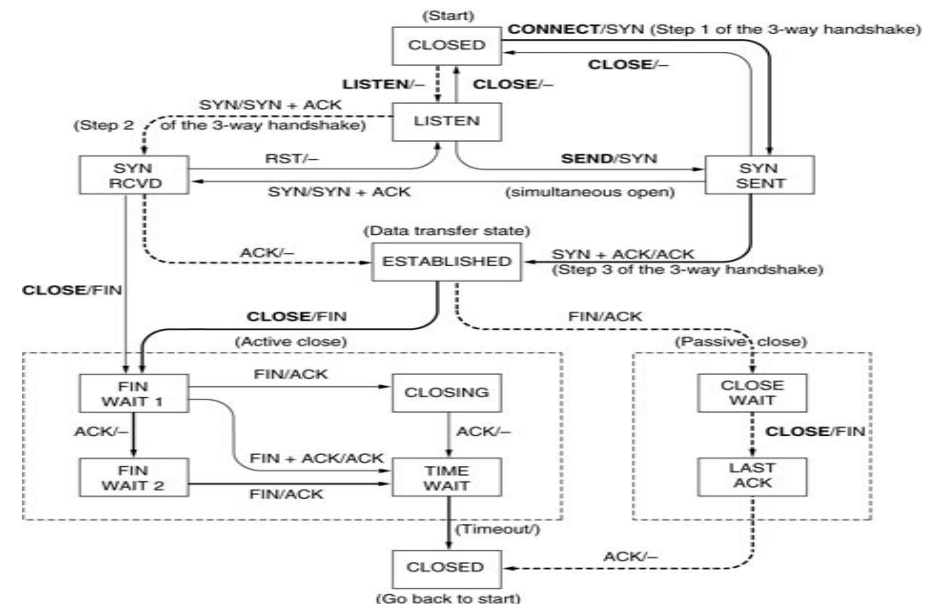 (Start)
CLOSED
CONNECT/SYN (Step 1 of the 3-way handshake)
CLOSE/–
LISTEN/–
CLOSE/–
SYN/SYN + ACK
LISTEN
(Step 2 of the 3-way handshake)
RST/–
SEND/SYN
SYN
RCVD
SYN
SENT
SYN/SYN + ACK
(simultaneous open)
(Data transfer state)
ACK/–
ESTABLISHED
SYN + ACK/ACK
(Step 3 of the 3-way handshake)
CLOSE/FIN
CLOSE/FIN
FIN/ACK
(Active close)
(Passive close)
FIN
WAIT 1
FIN/ACK
CLOSING
CLOSE
WAIT
ACK/–
ACK/–
CLOSE/FIN
FIN + ACK/ACK
FIN
WAIT 2
FIN/ACK
TIME
WAIT
LAST
ACK
(Timeout/)
CLOSED
ACK/–
(Go back to start)